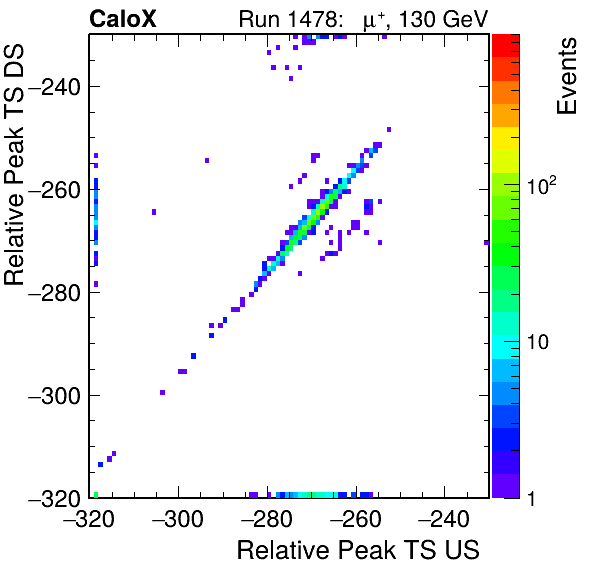 CaloX Run 1478: μ⁺, 130 GeV
Relative Peak TS DS
Events
−240
−260
−280
−300
−320
10²
10
1
−320 −300 −280 −260 −240
Relative Peak TS US